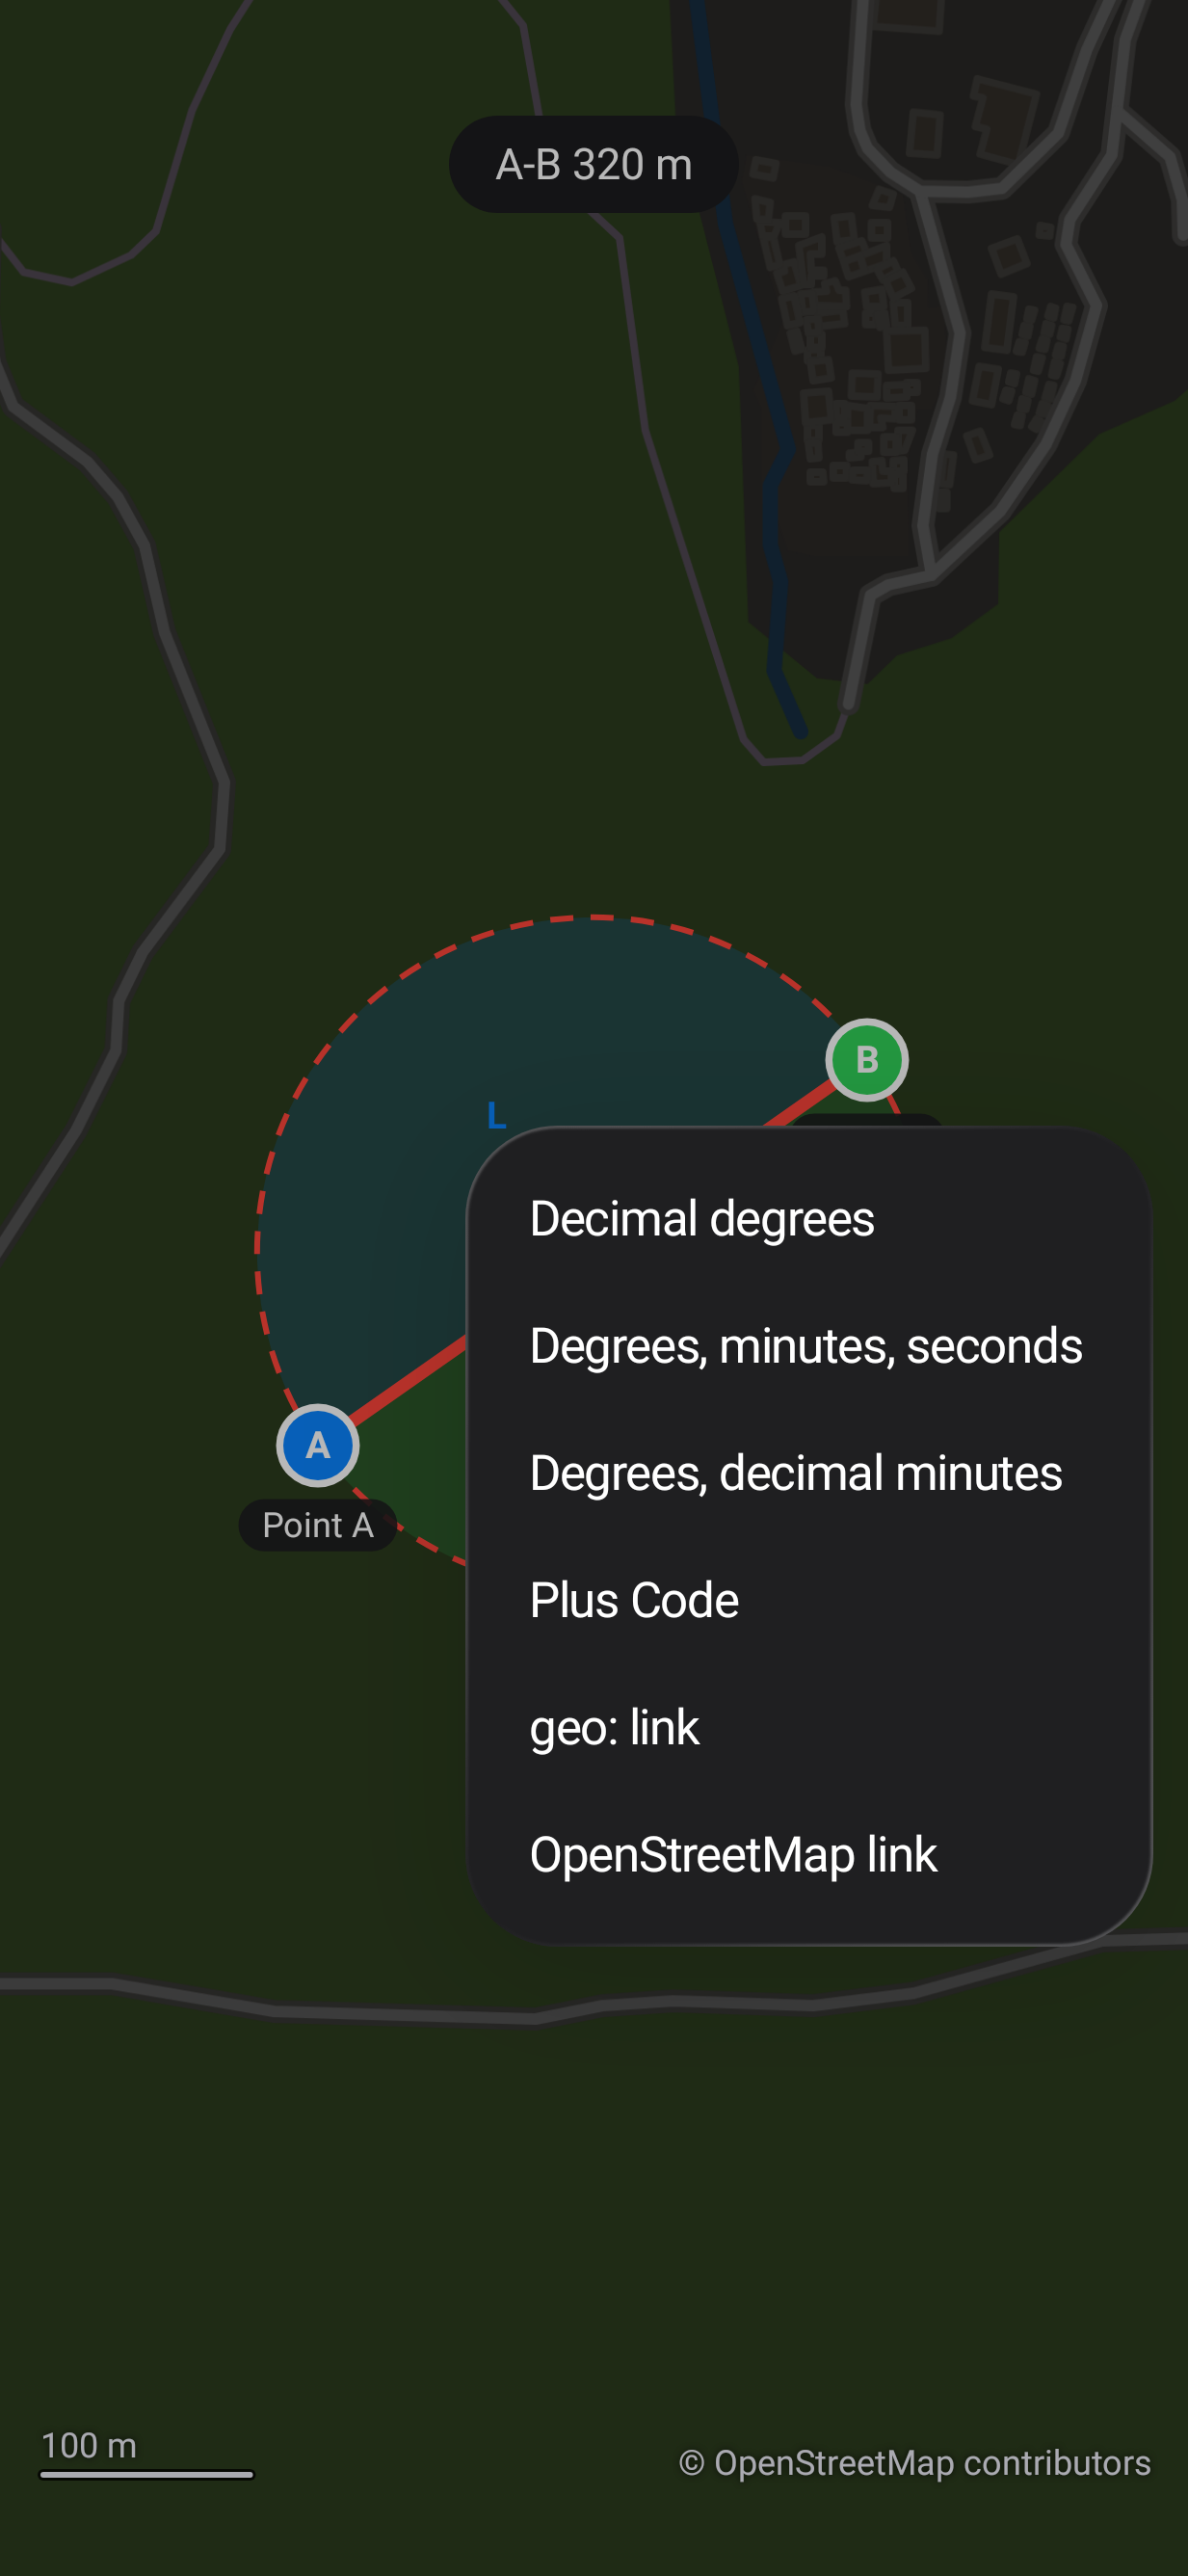 A-B 320 m
B
L
Decimal degrees
Degrees, minutes, seconds
A
Degrees, decimal minutes
Point A
Plus Code
geo: link
OpenStreetMap link
100 m
© OpenStreetMap contributors